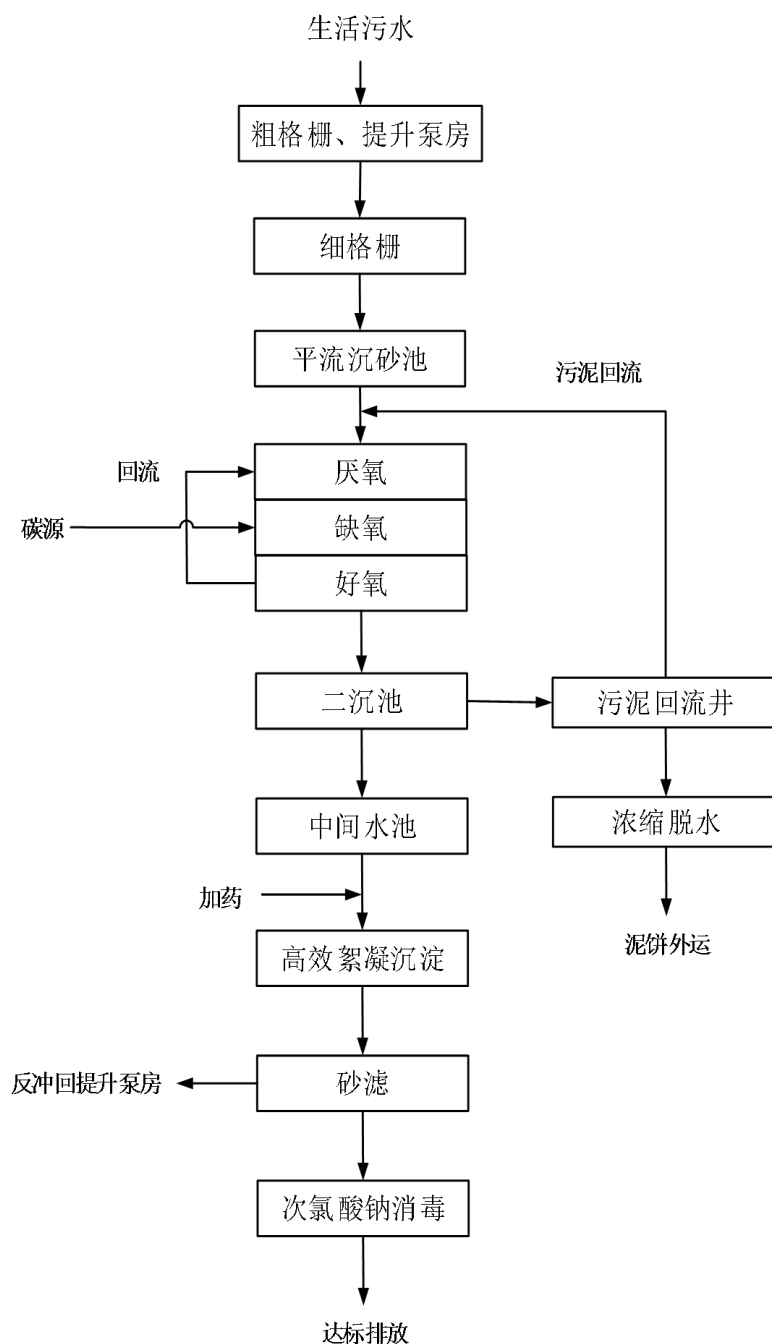 生活污水
粗格栅、提升泵房
细格栅
平流沉砂池
污泥回流
回流
厌氧
碳源
缺氧
好氧
二沉池
污泥回流井
中间水池
浓缩脱水
加药
高效絮凝沉淀
泥饼外运
反冲回提升泵房
砂滤
次氯酸钠消毒
达标排放